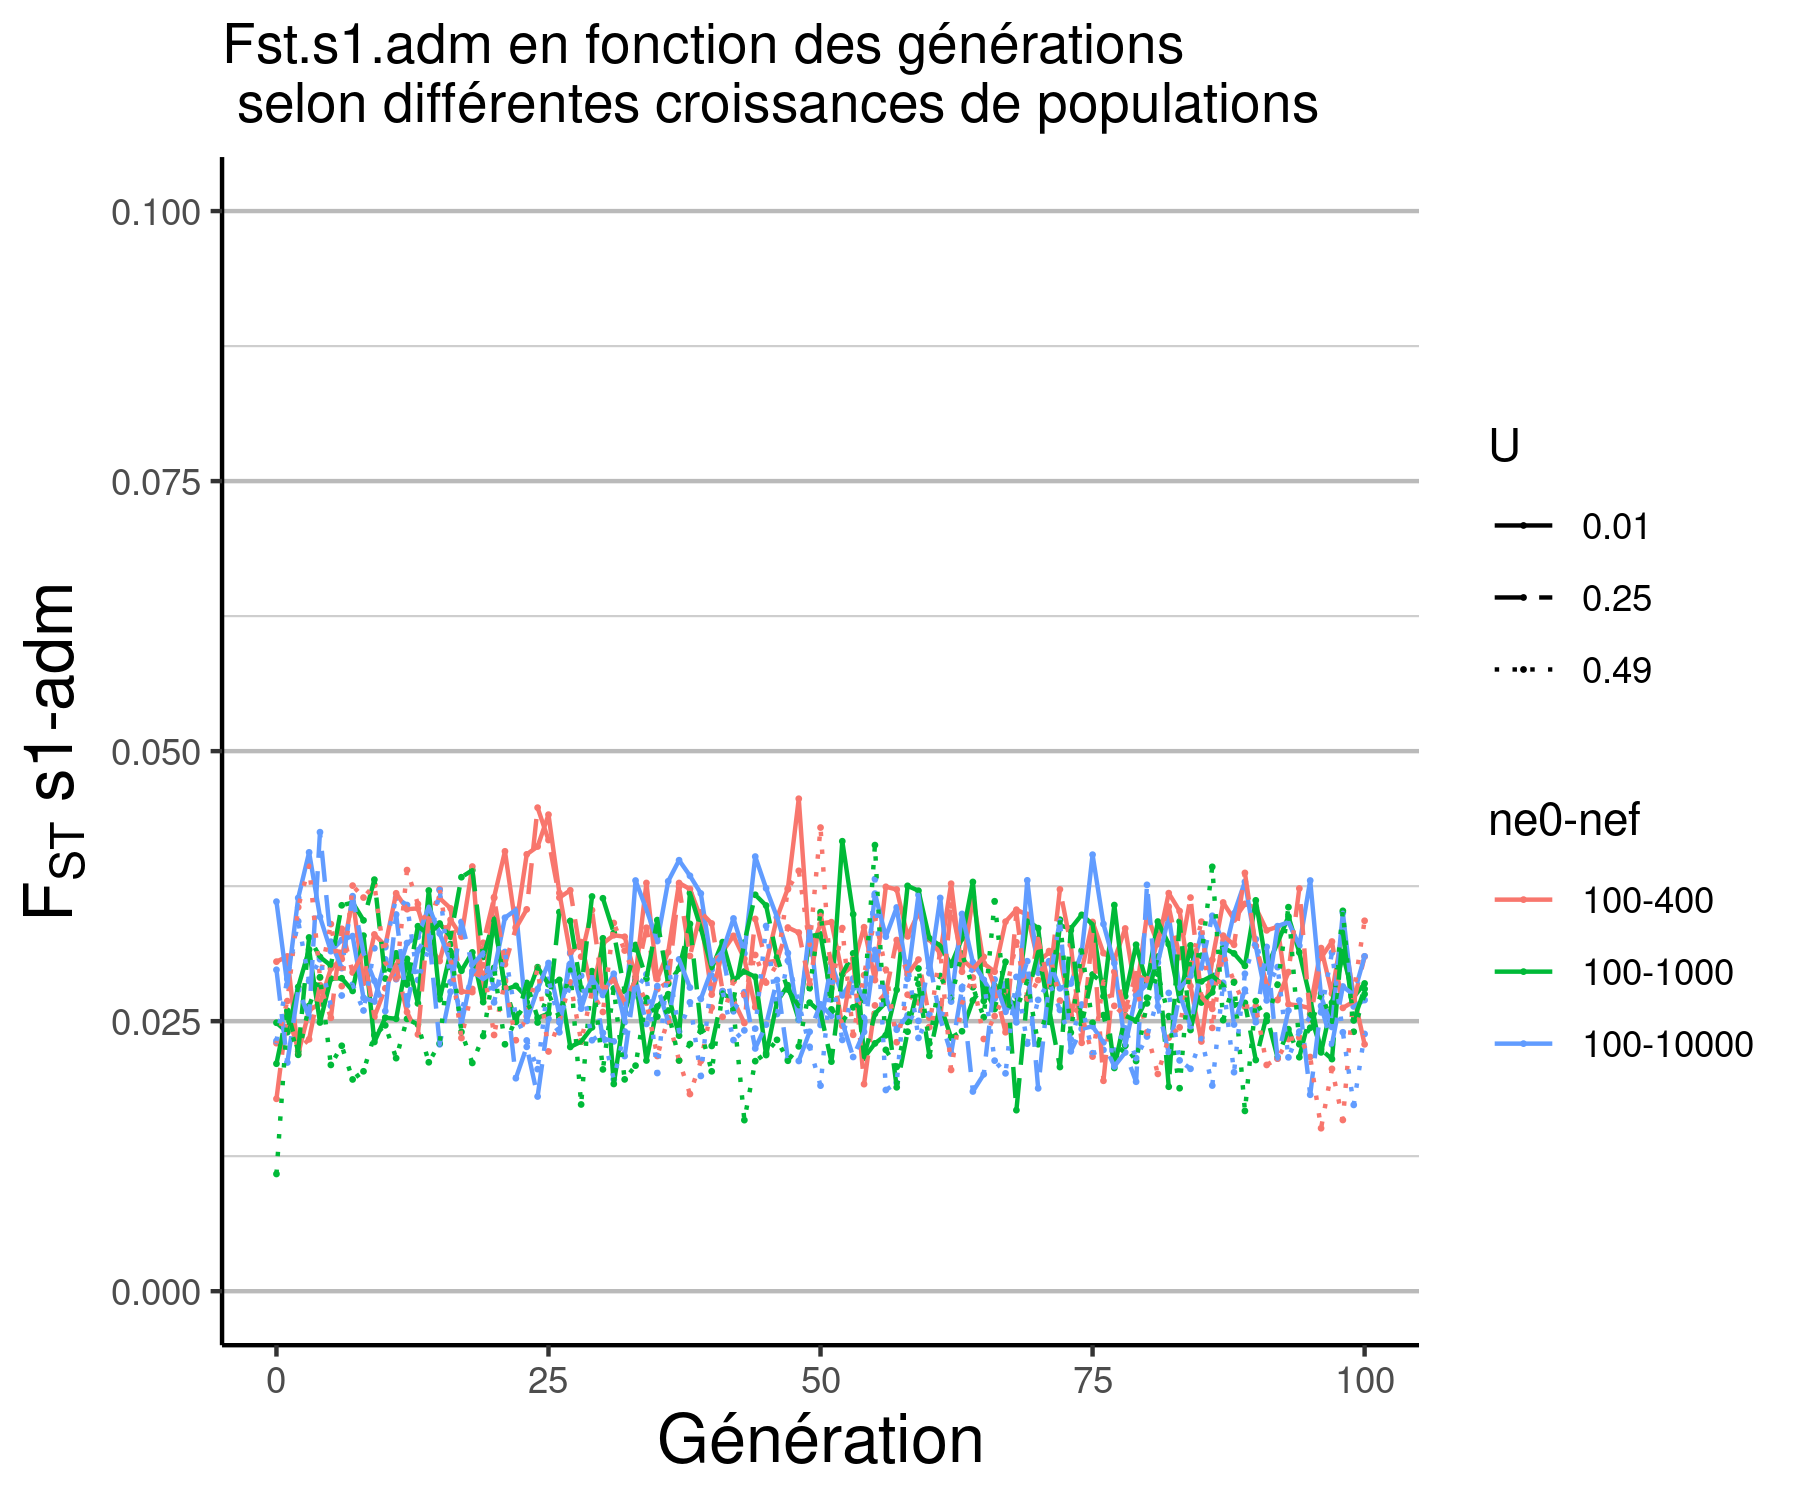 Fst.s1.adm en fonction des générations
selon différentes croissances de populations
0.100
0.075
0.050
0.025
0.000
F_ST s1-adm
0
25
50
75
100
Génération
U
0.01
0.25
0.49
ne0-nef
100-400
100-1000
100-10000